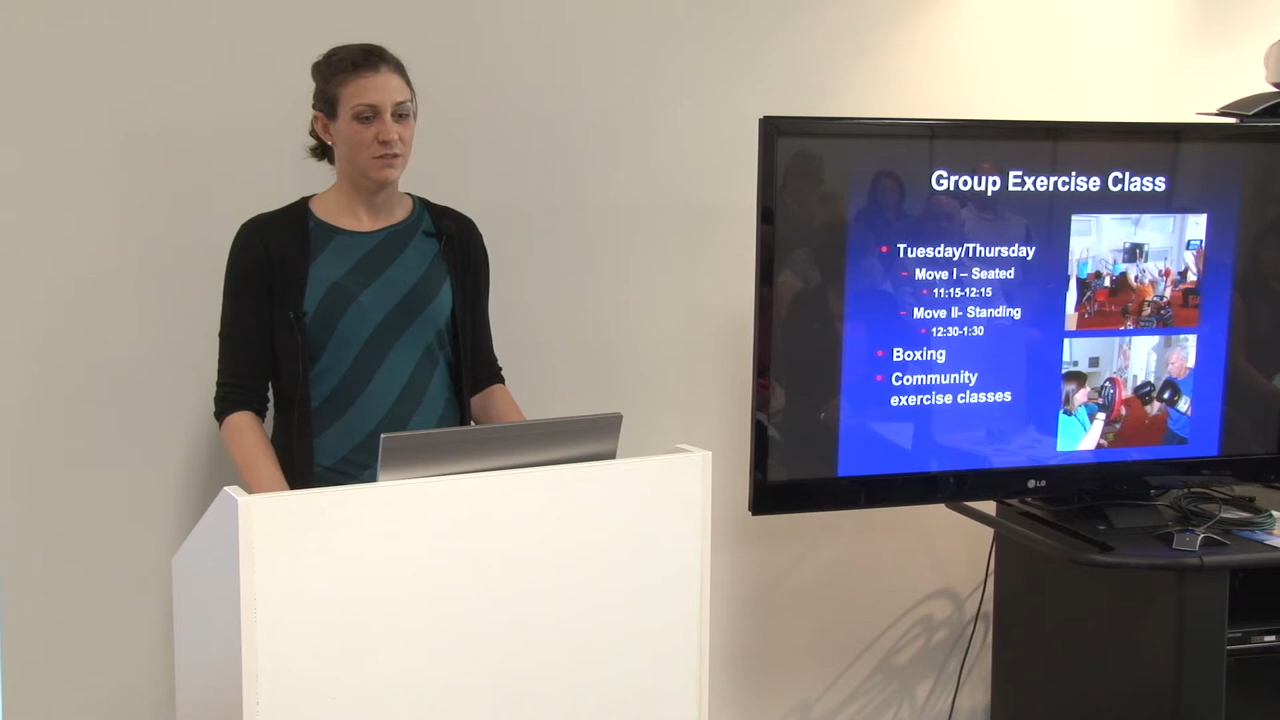 Group Exercise Class
Tuesday/Thursday
Move I – Seated
11:15-12:15
Move II- Standing
12:30-1:30
Boxing
Community
exercise classes
LG